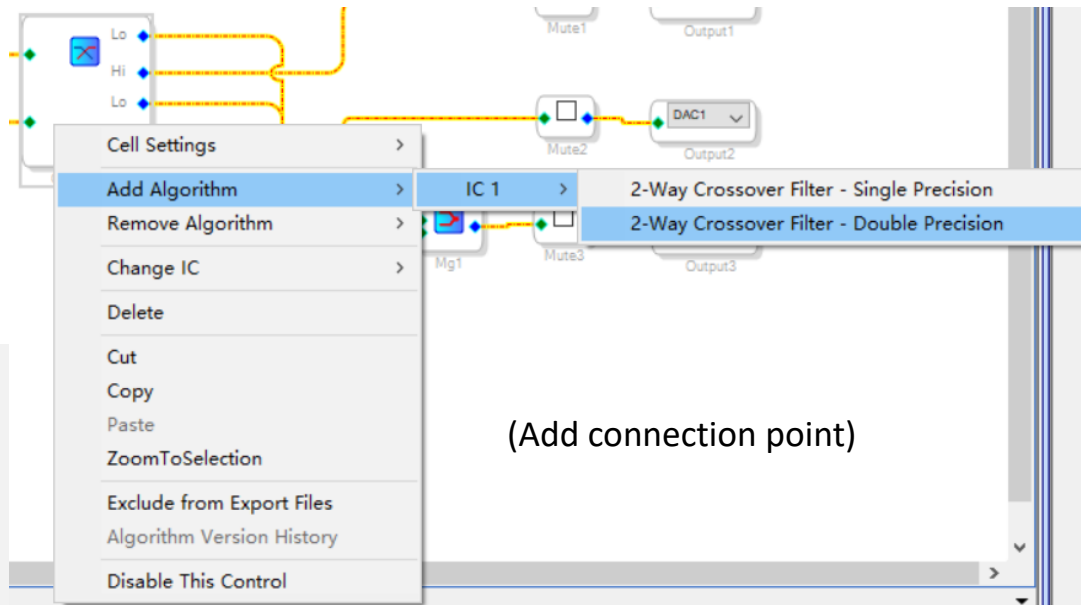 Lo
Hi
Lo
Mute1
Output1
DAC1
Mute2
Output2
Cell Settings
Add Algorithm
IC 1
2-Way Crossover Filter - Single Precision
Remove Algorithm
2-Way Crossover Filter - Double Precision
Mg1
Mute3
Output3
Change IC
Delete
Cut
Copy
Paste
(Add connection point)
ZoomToSelection
Exclude from Export Files
Algorithm Version History
Disable This Control